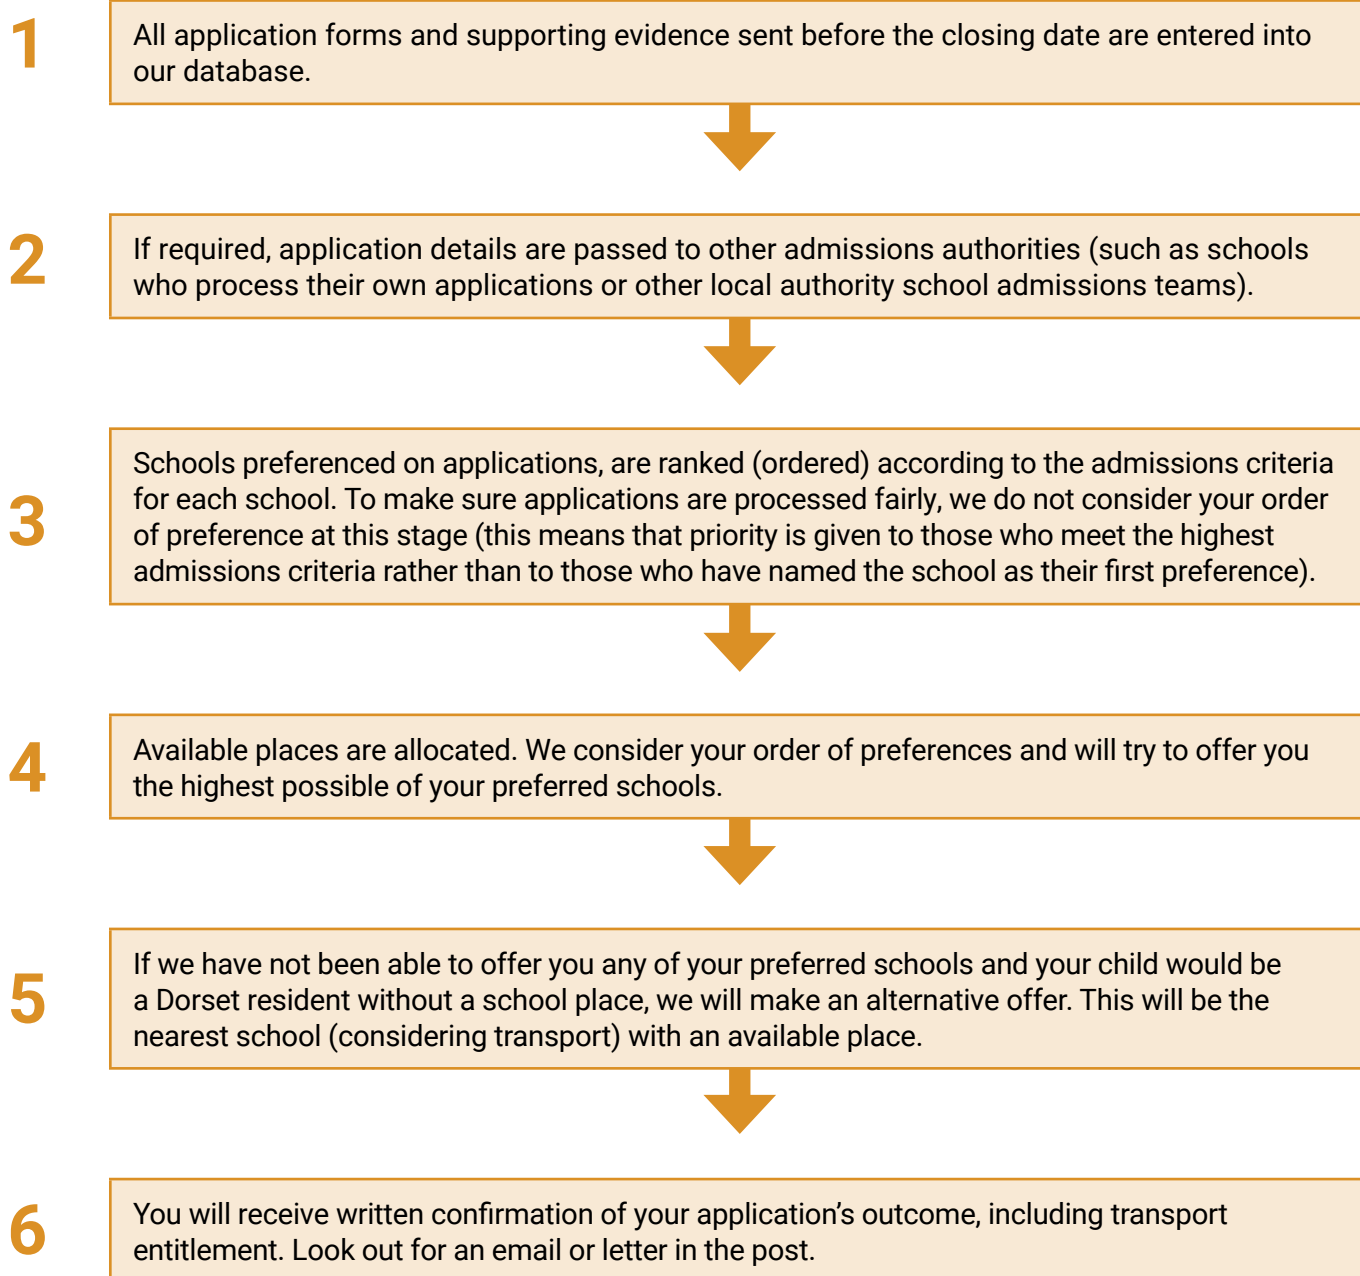 1
All application forms and supporting evidence sent before the closing date are entered into
our database.
2
If required, application details are passed to other admissions authorities (such as schools
who process their own applications or other local authority school admissions teams).
3
Schools preferenced on applications, are ranked (ordered) according to the admissions criteria
for each school. To make sure applications are processed fairly, we do not consider your order
of preference at this stage (this means that priority is given to those who meet the highest
admissions criteria rather than to those who have named the school as their first preference).
4
Available places are allocated. We consider your order of preferences and will try to offer you
the highest possible of your preferred schools.
5
If we have not been able to offer you any of your preferred schools and your child would be
a Dorset resident without a school place, we will make an alternative offer. This will be the
nearest school (considering transport) with an available place.
6
You will receive written confirmation of your application’s outcome, including transport
entitlement. Look out for an email or letter in the post.